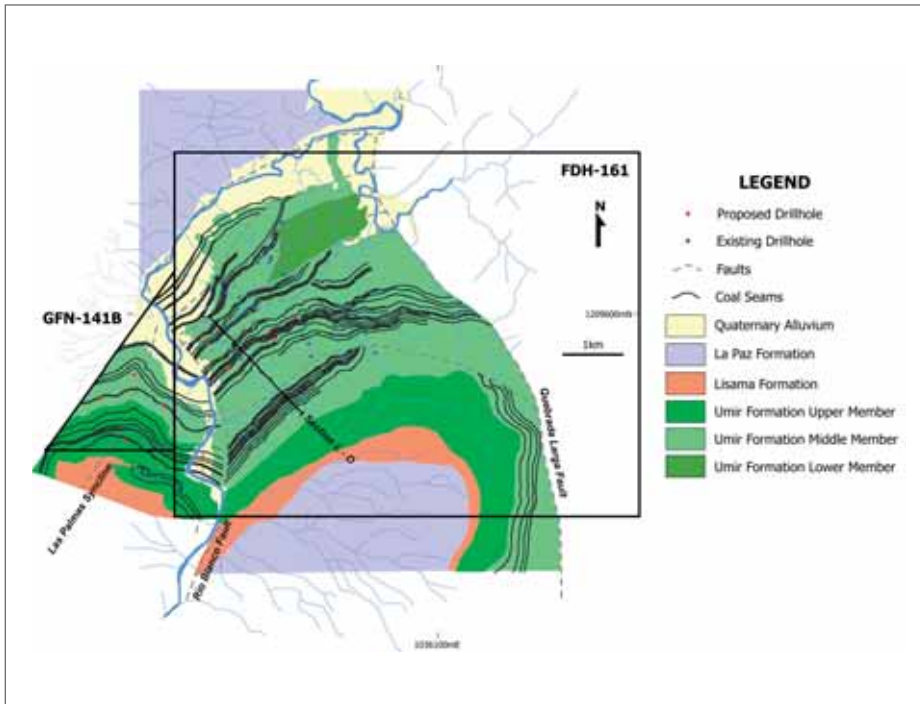 FDH-161
N
GFN-141B
1209600mN
1km
Quebrada Larga Fault
Las Palmas Syncline
Rio Blanco Fault
1036100mE
LEGEND
Proposed Drillhole
Existing Drillhole
Faults
Coal Seams
Quaternary Alluvium
La Paz Formation
Lisama Formation
Umir Formation Upper Member
Umir Formation Middle Member
Umir Formation Lower Member